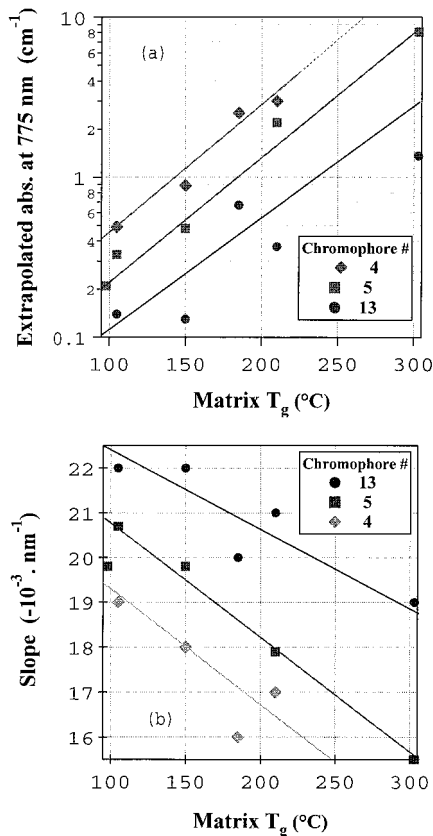 Extrapolated abs. at 775 nm (cm⁻¹)
10
8
6
4
2
1
8
6
4
2
0.1
(a)
Chromophore #
4
5
13
100 150 200 250 300
Matrix Tg (°C)
Slope (-10⁻³ . nm⁻¹)
22
21
20
19
18
17
16
Chromophore #
13
5
4
(b)
100 150 200 250 300
Matrix Tg (°C)